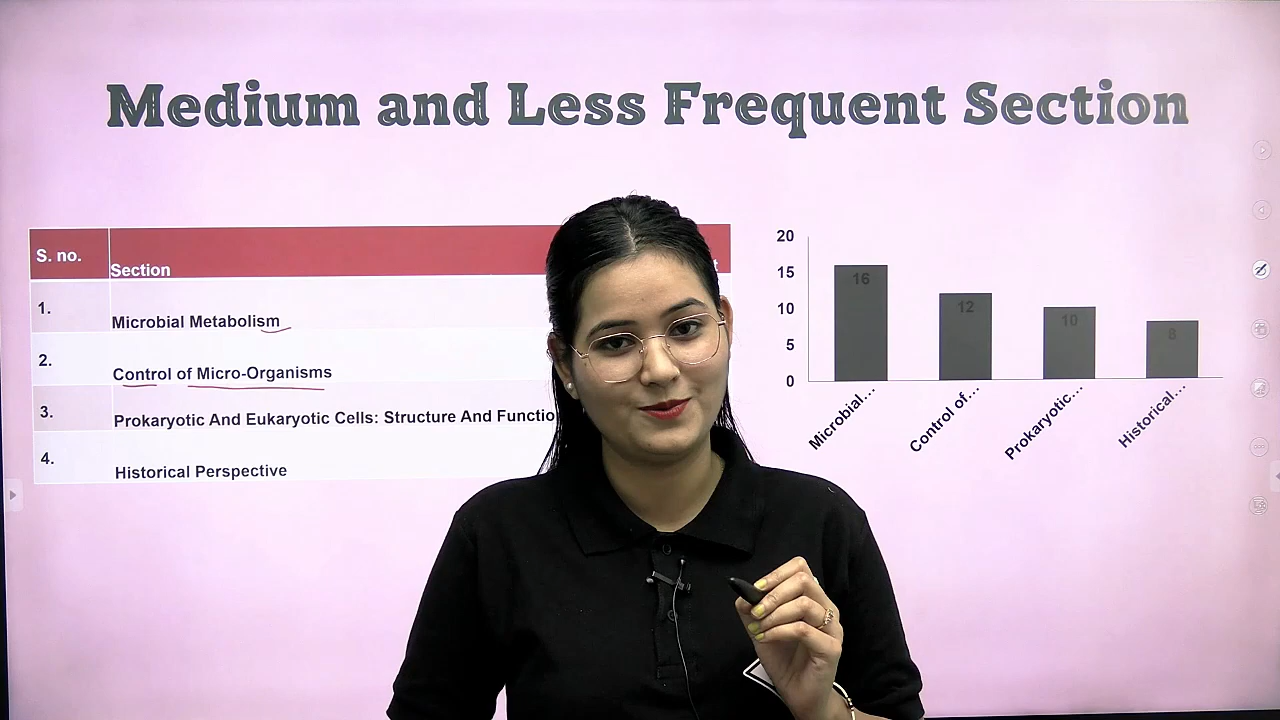 Medium and Less Frequent Section
S. no.
Section
t
1.
Microbial Metabolism
2.
Control of Micro-Organisms
3.
Prokaryotic And Eukaryotic Cells: Structure And Functio
4.
Historical Perspective
20
15
10
5
0
16
12
10
8
Microbial...
Control of...
Prokaryotic...
Historical...